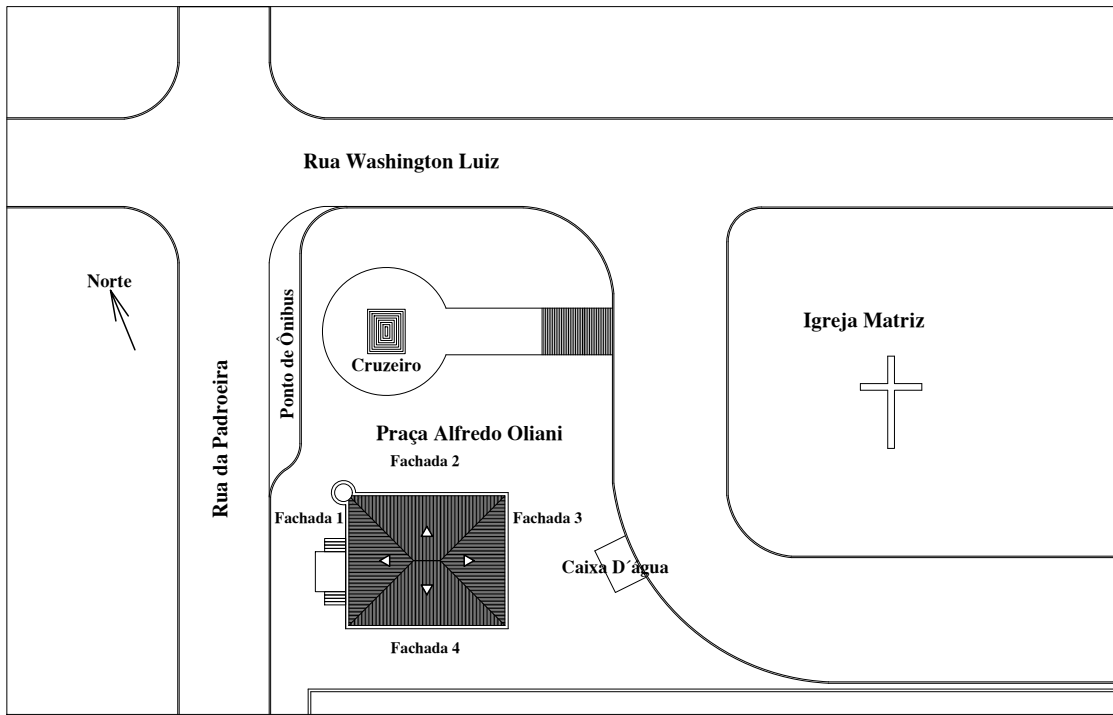 Rua Washington Luiz
Norte
Ponto de Ônibus
Igreja Matriz
Cruzeiro
Rua da Padroeira
Praça Alfredo Oliani
Fachada 2
Fachada 1
Fachada 3
Caixa D´água
Fachada 4